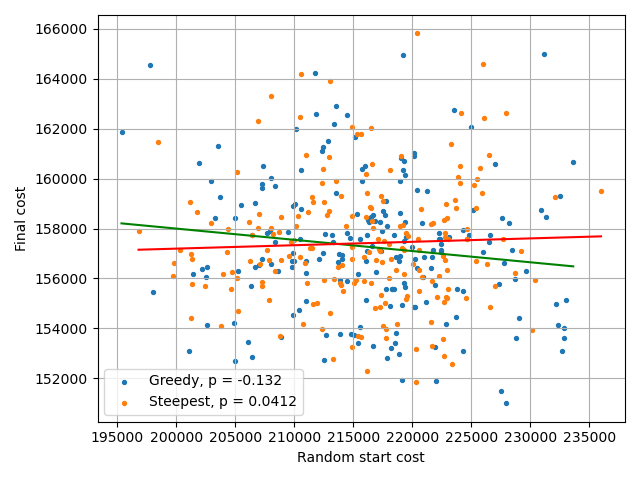 166000
164000
162000
160000
158000
156000
154000
152000
Final cost
Greedy, p = -0.132
Steepest, p = 0.0412
195000 200000 205000 210000 215000 220000 225000 230000 235000
Random start cost